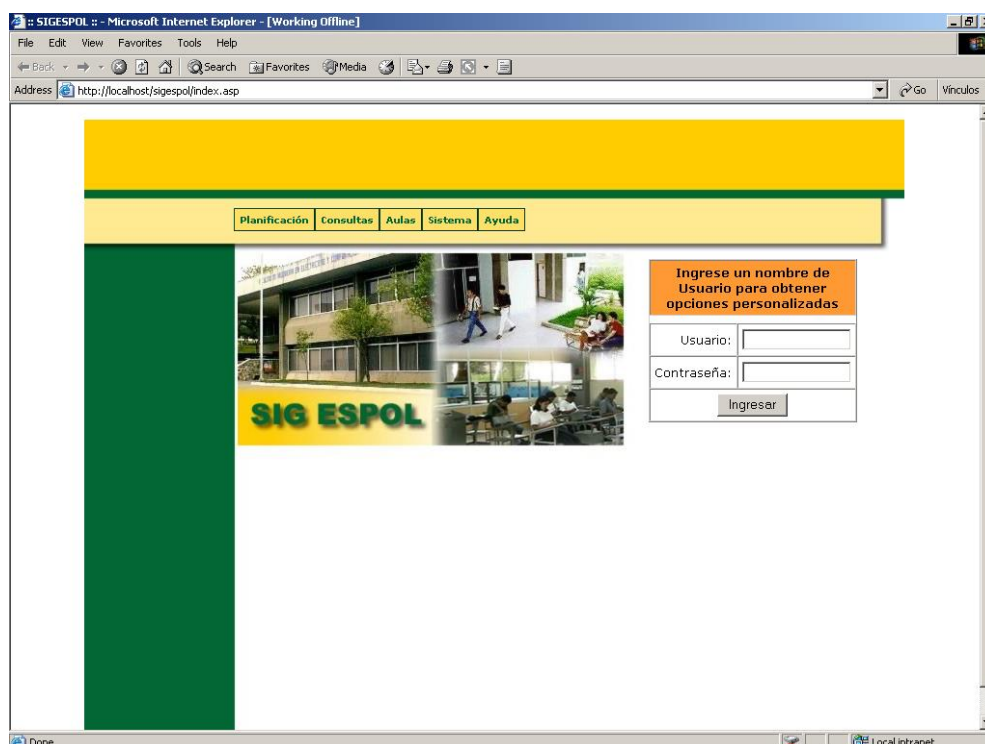 :: SIGESPOL :: - Microsoft Internet Explorer - [Working Offline]
File Edit View Favorites Tools Help
Back Search Favorites Media
Address http://localhost/sigespol/index.asp Go Vínculos
Planificación Consultas Aulas Sistema Ayuda
SIG ESPOL
Ingrese un nombre de
Usuario para obtener
opciones personalizadas
Usuario:
Contraseña:
Ingresar
Done Local intranet